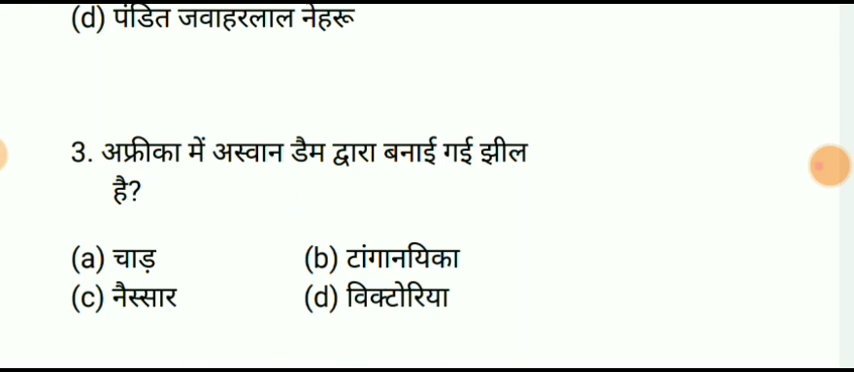 (d) पंडित जवाहरलाल नेहरू
3. अफ्रीका में अस्वान डैम द्वारा बनाई गई झील
है?
(a) चाड़ (b) टांगानयिका
(c) नैस्सार (d) विक्टोरिया